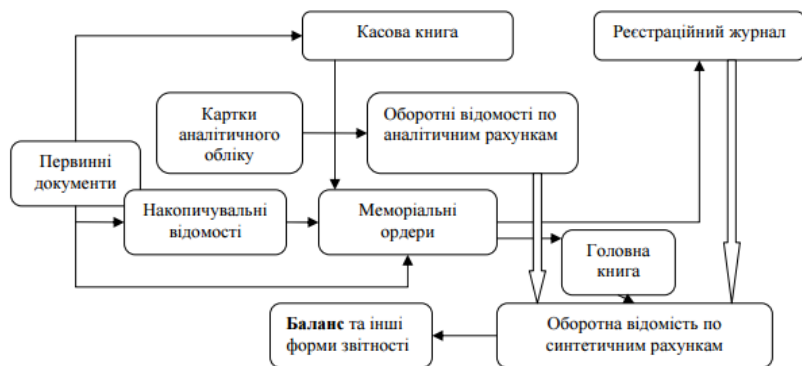 Касова книга
Реєстраційний журнал
Картки
аналітичного
обліку
Оборотні відомості по
аналітичним рахункам
Первинні
документи
Накопичувальні
відомості
Меморіальні
ордери
Головна
книга
Баланс та інші
форми звітності
Оборотна відомість по
синтетичним рахункам